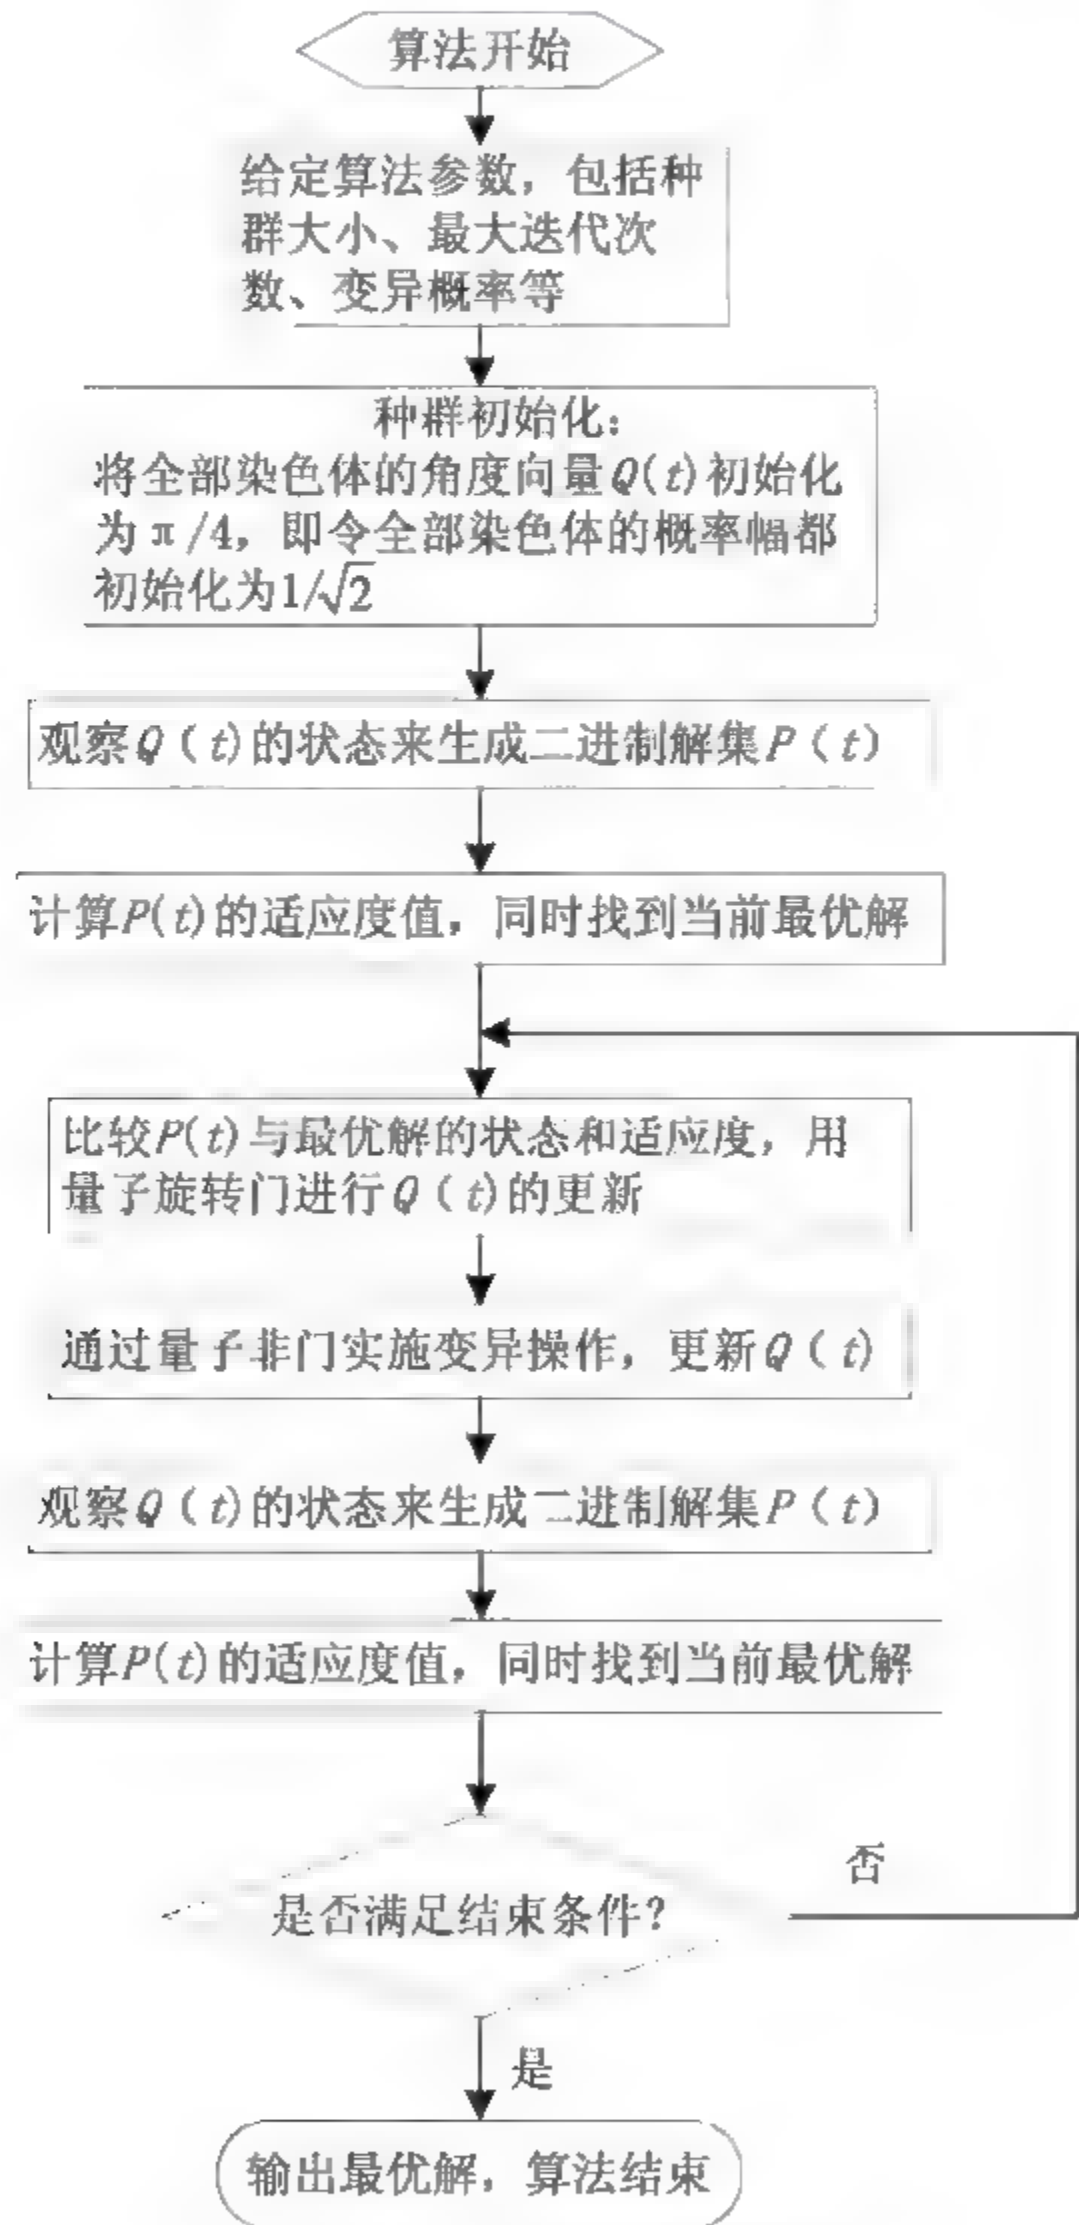 算法开始
给定算法参数，包括种
群大小、最大迭代次
数、变异概率等
种群初始化：
将全部染色体的角度向量Q(t)初始化
为π/4，即令全部染色体的概率幅都
初始化为1/√2
观察Q（t)的状态来生成二进制解集P（t）
计算P(t)的适应度值，同时找到当前最优解
比较P(t)与最优解的状态和适应度，用
量子旋转门进行Q（t)的更新
通过量子非门实施变异操作，更新Q（t）
观察Q（t)的状态来生成二进制解集P（t）
计算P(t)的适应度值，同时找到当前最优解
否
是否满足结束条件？
是
输出最优解，算法结束